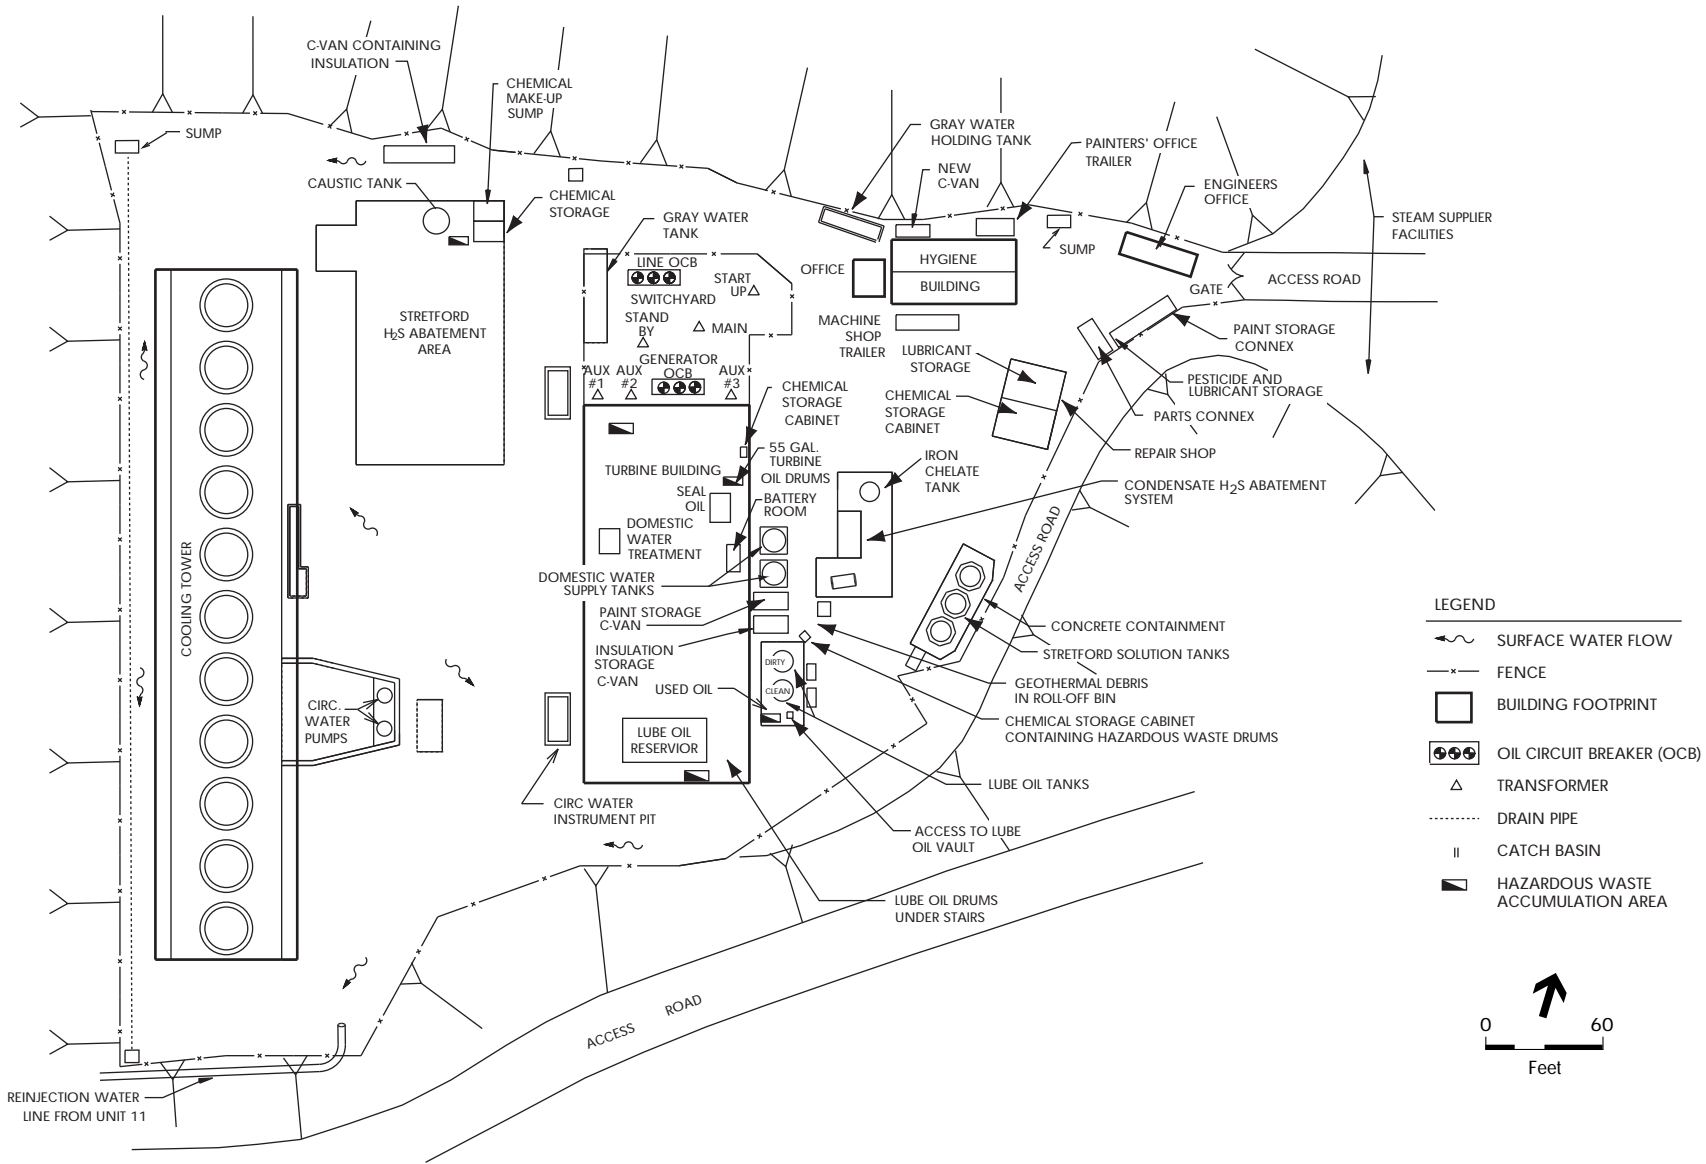 C-VAN CONTAINING
INSULATION
CHEMICAL
MAKE-UP
SUMP
SUMP
CAUSTIC TANK
CHEMICAL
STORAGE
GRAY WATER
TANK
GRAY WATER
HOLDING TANK
NEW
C-VAN
PAINTERS' OFFICE
TRAILER
ENGINEERS
OFFICE
STEAM SUPPLIER
FACILITIES
SUMP
LINE OCB
START
UP
SWITCHYARD
STAND
BY
MAIN
GENERATOR
OCB
AUX
#1
AUX
#2
AUX
#3
OFFICE
HYGIENE
BUILDING
GATE
ACCESS ROAD
MACHINE
SHOP
TRAILER
STRETFORD
H2S ABATEMENT
AREA
LUBRICANT
STORAGE
CHEMICAL
STORAGE
CABINET
PAINT STORAGE
CONNEX
PESTICIDE AND
LUBRICANT STORAGE
PARTS CONNEX
REPAIR SHOP
CHEMICAL
STORAGE
CABINET
55 GAL.
TURBINE
OIL DRUMS
TURBINE BUILDING
SEAL
OIL
BATTERY
ROOM
IRON
CHELATE
TANK
CONDENSATE H2S ABATEMENT
SYSTEM
DOMESTIC
WATER
TREATMENT
ACCESS ROAD
COOLING TOWER
DOMESTIC WATER
SUPPLY TANKS
PAINT STORAGE
C-VAN
INSULATION
STORAGE
C-VAN
USED OIL
DIRTY
CLEAN
CONCRETE CONTAINMENT
STRETFORD SOLUTION TANKS
GEOTHERMAL DEBRIS
IN ROLL-OFF BIN
CHEMICAL STORAGE CABINET
CONTAINING HAZARDOUS WASTE DRUMS
CIRC.
WATER
PUMPS
LUBE OIL
RESERVIOR
LUBE OIL TANKS
CIRC WATER
INSTRUMENT PIT
ACCESS TO LUBE
OIL VAULT
LUBE OIL DRUMS
UNDER STAIRS
ACCESS ROAD
REINJECTION WATER
LINE FROM UNIT 11
LEGEND
SURFACE WATER FLOW
FENCE
BUILDING FOOTPRINT
OIL CIRCUIT BREAKER (OCB)
TRANSFORMER
DRAIN PIPE
CATCH BASIN
HAZARDOUS WASTE
ACCUMULATION AREA
0 60
Feet